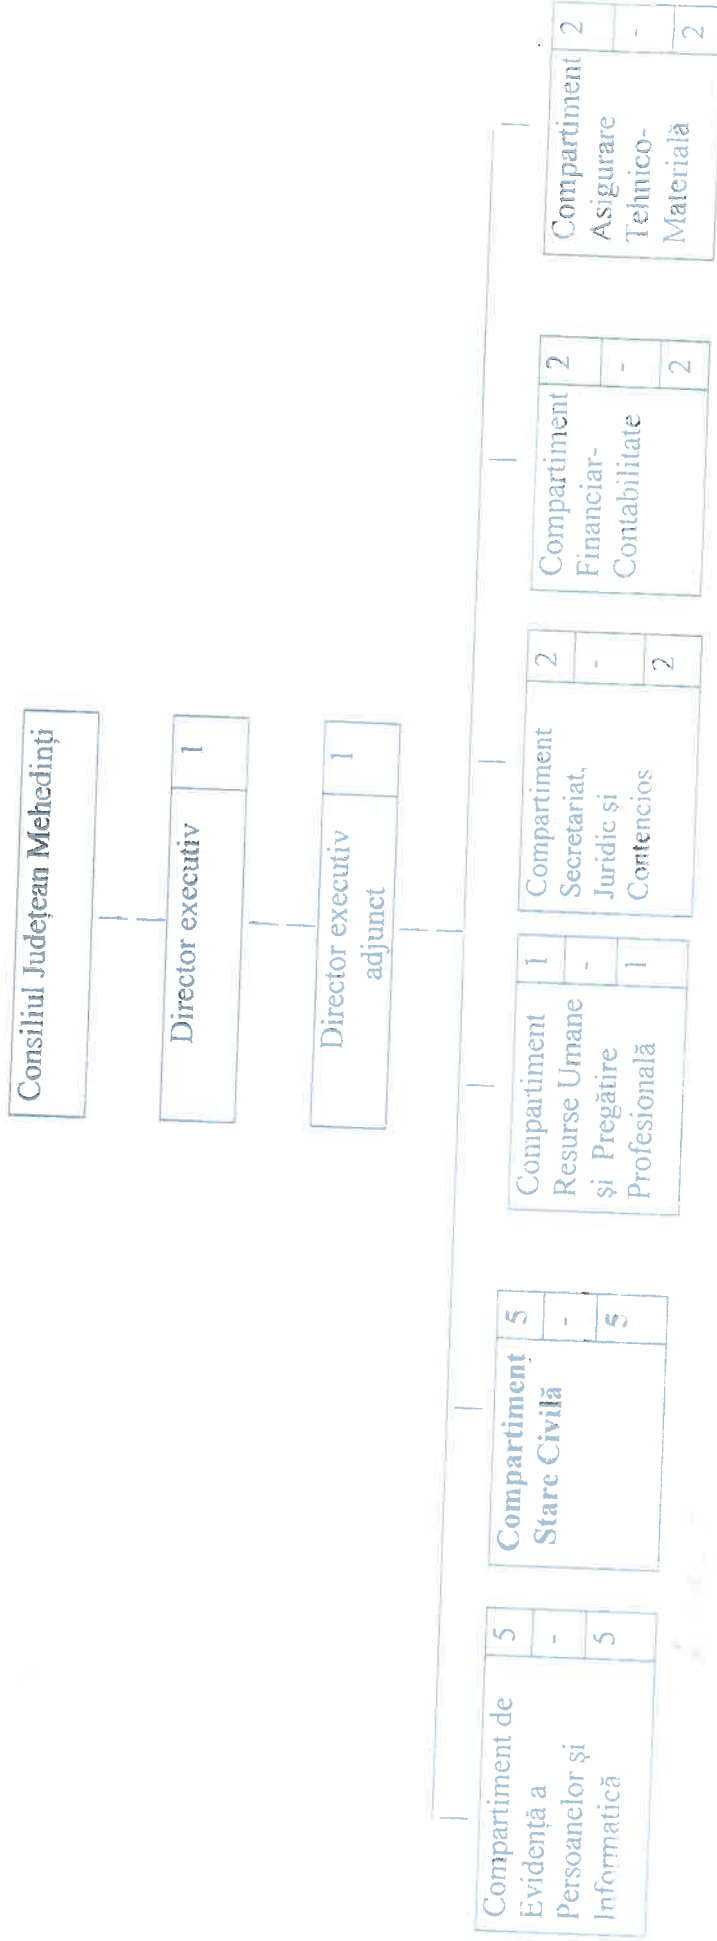 Consiliul Județean Mehedinți
Director executiv
1
Director executiv
adjunct
1
Compartiment de
Evidență a
Persoanelor și
Informatică
5
-
5
Compartiment
Stare Civilă
5
-
5
Compartiment
Resurse Umane
și Pregătire
Profesională
1
-
1
Compartiment
Secretariat,
Juridic și
Contencios
2
-
2
Compartiment
Financiar-
Contabilitate
2
-
2
Compartiment
Asigurare
Tehnico-
Materială
2
-
2